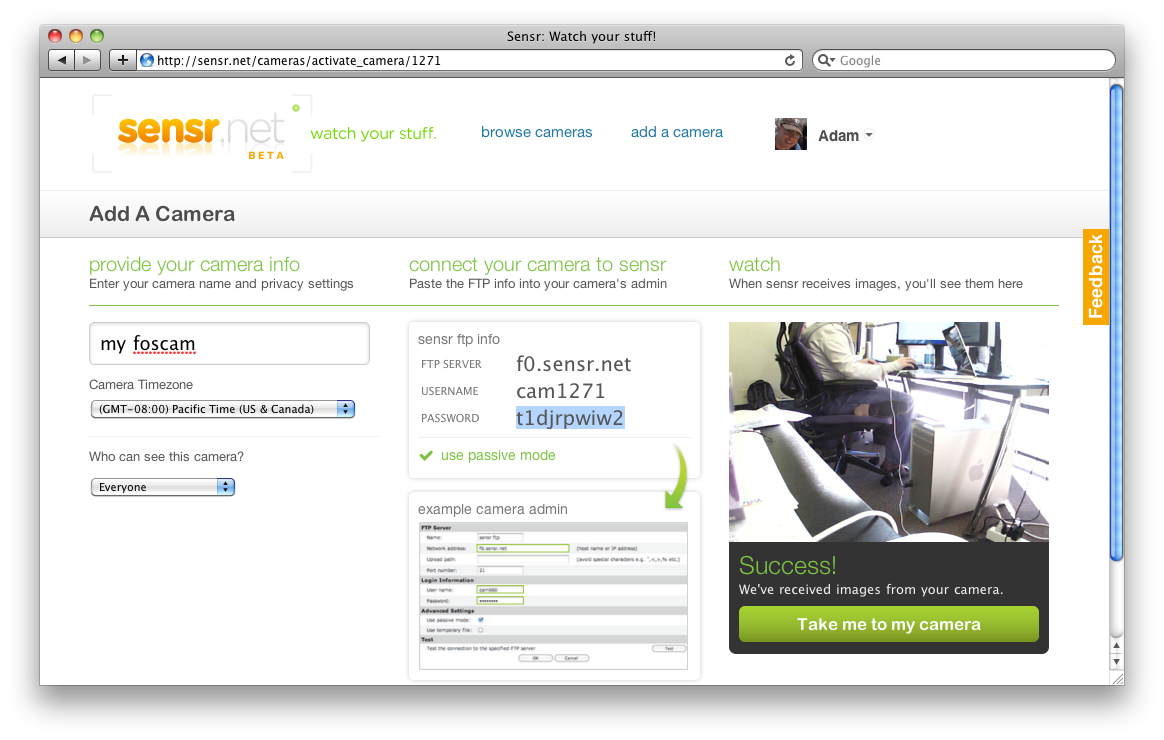 Sensr: Watch your stuff!
http://sensr.net/cameras/activate_camera/1271
Google
sensr.net
BETA
watch your stuff.
browse cameras
add a camera
Adam
Add A Camera
Feedback
provide your camera info
Enter your camera name and privacy settings
my foscam
Camera Timezone
(GMT-08:00) Pacific Time (US & Canada)
Who can see this camera?
Everyone
connect your camera to sensr
Paste the FTP info into your camera's admin
sensr ftp info
FTP SERVER f0.sensr.net
USERNAME cam1271
PASSWORD t1djrpwiw2
use passive mode
example camera admin
FTP Server
Name: sensr ftp
Network address: f0.sensr.net (host name or IP address)
Upload path: (avoid special characters e.g.
Port number: 21
Login Information
User name: cam660
Password:
Advanced Settings
Use passive mode:
Use temporary file:
Test
Test the connection to the specified FTP server Test
OK Cancel
watch
When sensr receives images, you'll see them here
Success!
We've received images from your camera.
Take me to my camera